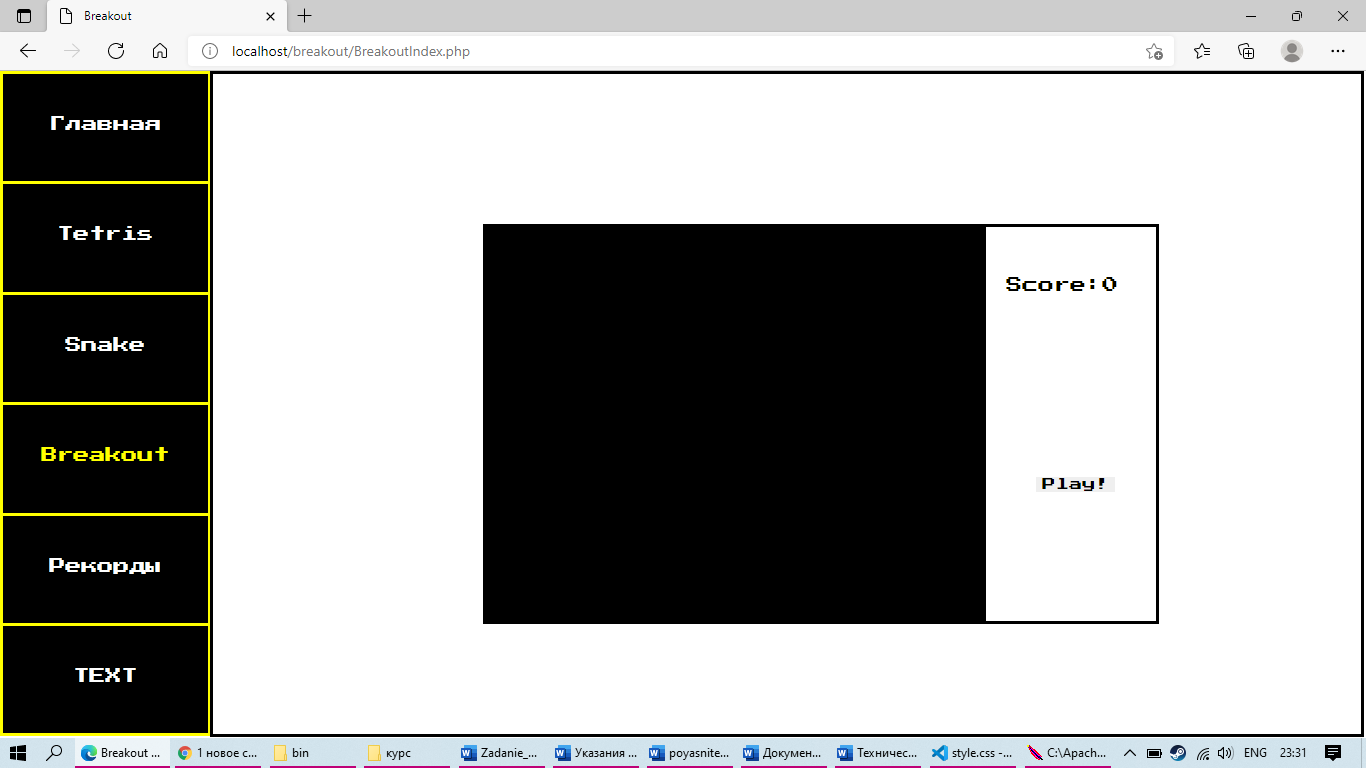 Breakout
localhost/breakout/BreakoutIndex.php
Главная
Tetris
Snake
Breakout
Рекорды
TEXT
Score:0
Play!
Breakout ...
1 новое с...
bin
курс
Zadanie_...
Указания ...
poyasnite...
Докумен...
Техничес...
style.css -...
C:\Apach...
ENG
23:31